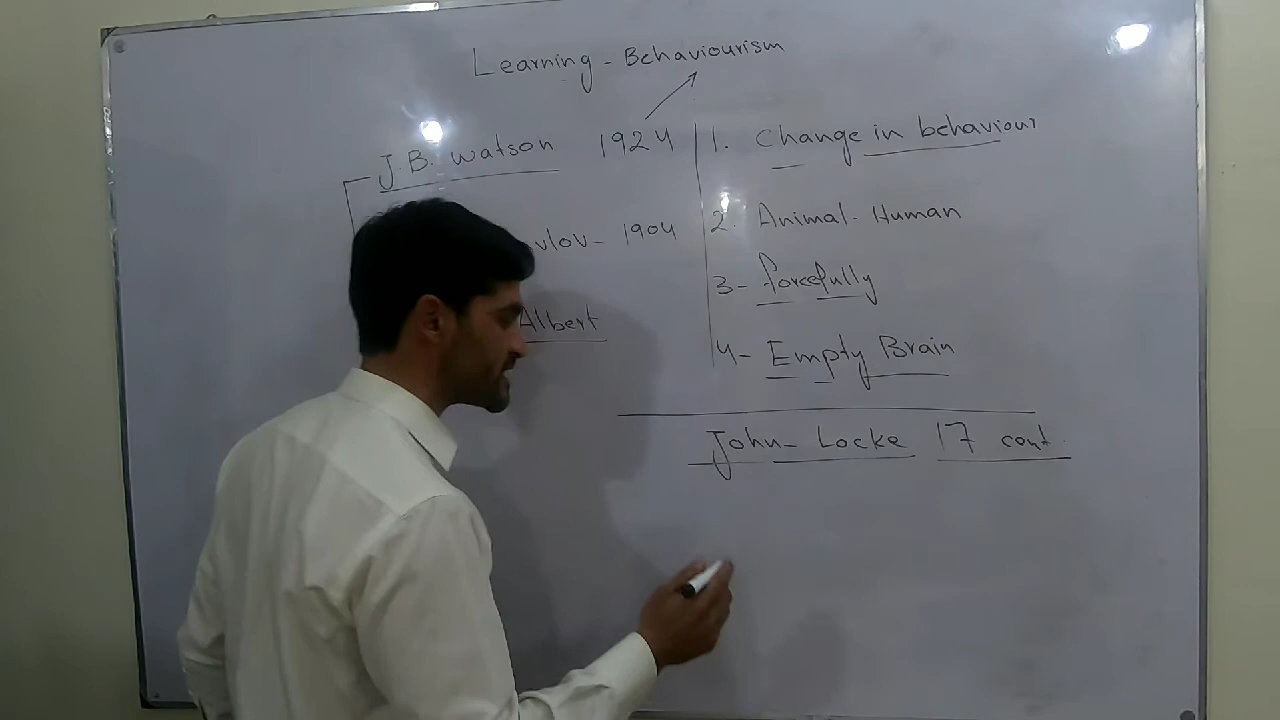 Learning - Behaviourism
J.B. watson 1924
vlov - 1904
Albert
1. Change in behaviour
2. Animal - Human
3- forcefully
4- Empty Brain
John - Locke 17 cent